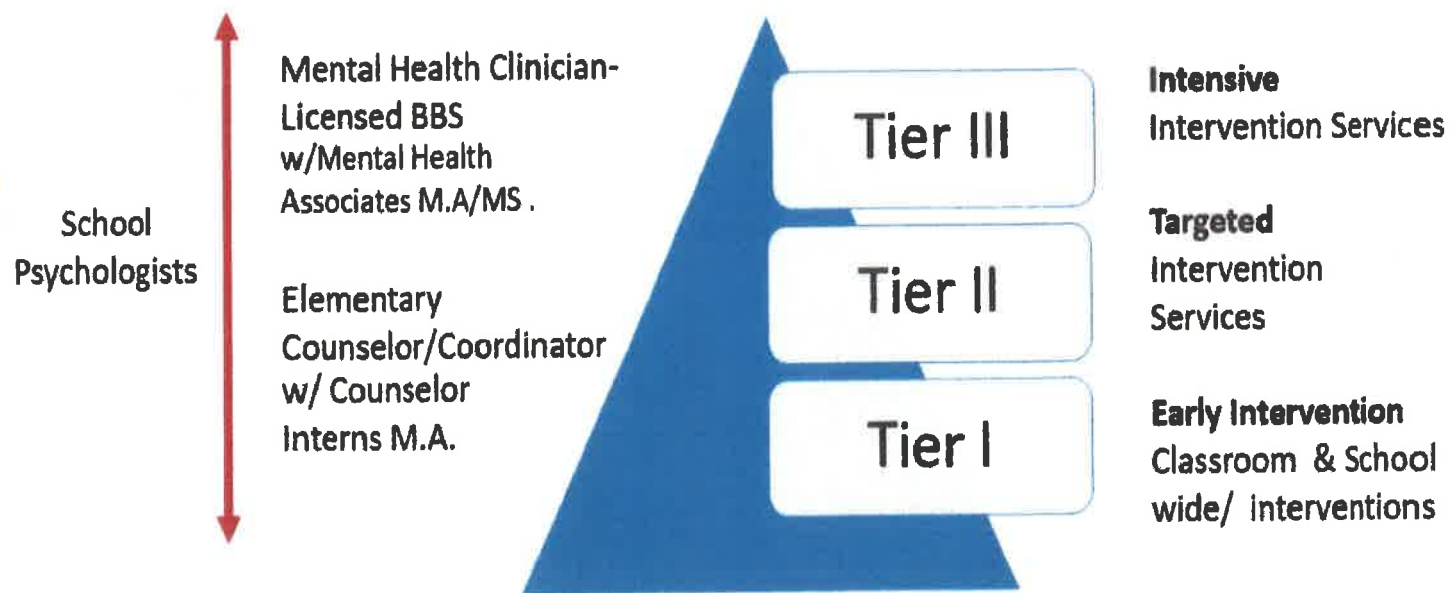 School
Psychologists
Mental Health Clinician-
Licensed BBS
w/Mental Health
Associates M.A/MS .
Elementary
Counselor/Coordinator
w/ Counselor
Interns M.A.
Tier III
Tier II
Tier I
Intensive
Intervention Services
Targeted
Intervention
Services
Early Intervention
Classroom & School
wide/ interventions